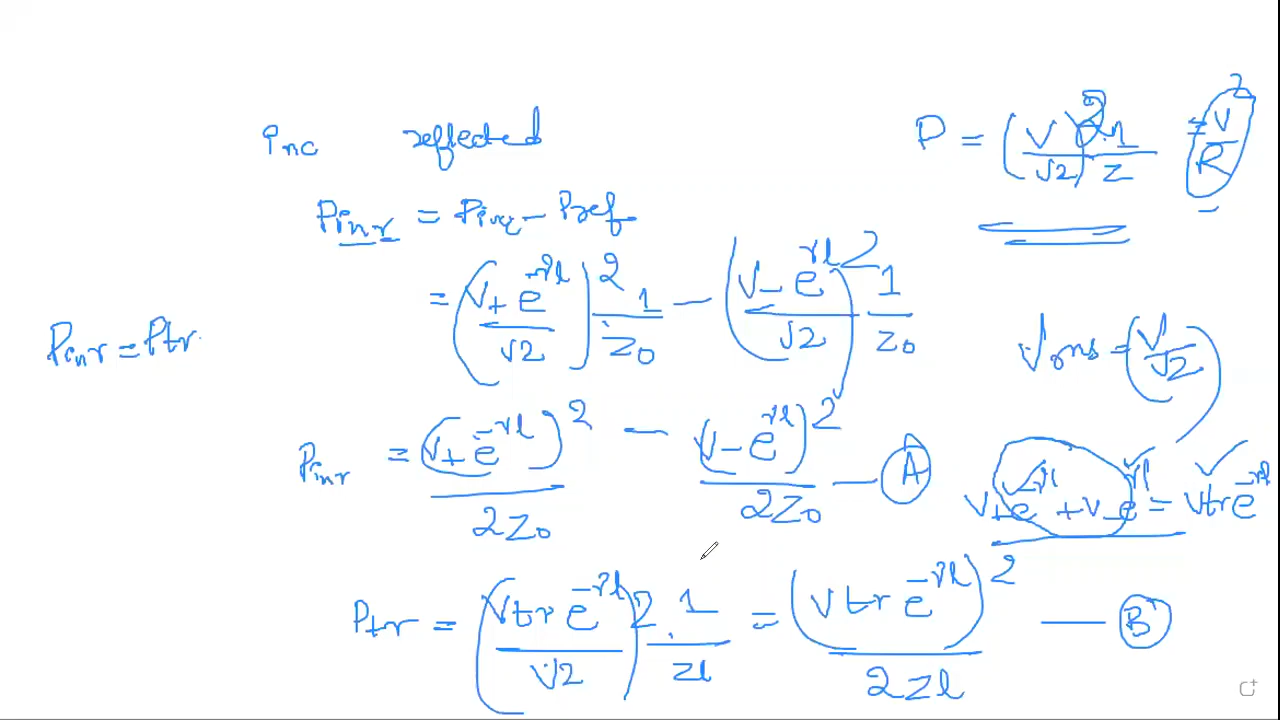 Pinc reflected
P = (V/√2)² 1/Z = V²/R
Pinr = Pinc - Pref
= (V+ e^-γl/√2)² 1/Z0 - (V- e^γl/√2)² 1/Z0
Pinr = Ptr
Vrms = (V/√2)
Pinr = (V+ e^-γl)²/2Z0 - (V- e^γl)²/2Z0 — A
V+ e^-γl + V- e^γl = Vtr e^-γl
Ptr = (Vtr e^-γl/√2)² 1/Zl = (Vtr e^-γl)²/2Zl — B